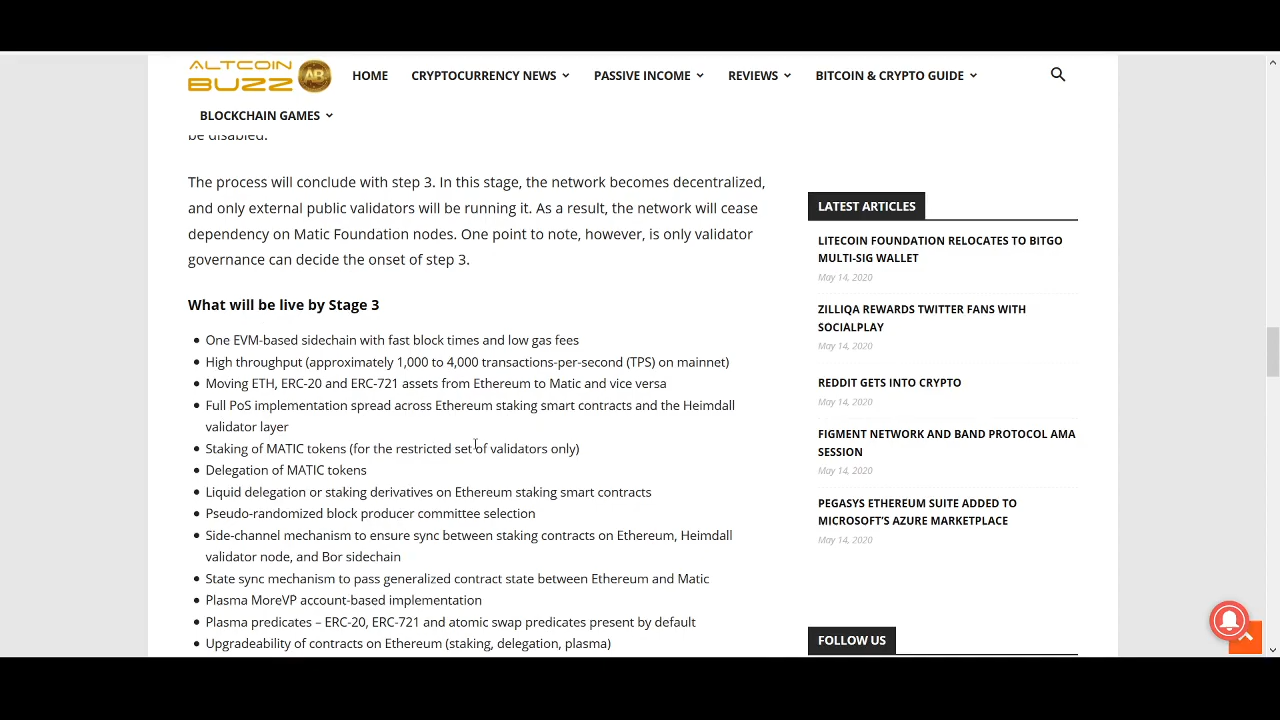 ALTCOIN
BUZZ
AB
HOME
CRYPTOCURRENCY NEWS
PASSIVE INCOME
REVIEWS
BITCOIN & CRYPTO GUIDE
BLOCKCHAIN GAMES
be disabled.
The process will conclude with step 3. In this stage, the network becomes decentralized,
and only external public validators will be running it. As a result, the network will cease
dependency on Matic Foundation nodes. One point to note, however, is only validator
governance can decide the onset of step 3.
What will be live by Stage 3
One EVM-based sidechain with fast block times and low gas fees
High throughput (approximately 1,000 to 4,000 transactions-per-second (TPS) on mainnet)
Moving ETH, ERC-20 and ERC-721 assets from Ethereum to Matic and vice versa
Full PoS implementation spread across Ethereum staking smart contracts and the Heimdall
validator layer
Staking of MATIC tokens (for the restricted set of validators only)
Delegation of MATIC tokens
Liquid delegation or staking derivatives on Ethereum staking smart contracts
Pseudo-randomized block producer committee selection
Side-channel mechanism to ensure sync between staking contracts on Ethereum, Heimdall
validator node, and Bor sidechain
State sync mechanism to pass generalized contract state between Ethereum and Matic
Plasma MoreVP account-based implementation
Plasma predicates – ERC-20, ERC-721 and atomic swap predicates present by default
Upgradeability of contracts on Ethereum (staking, delegation, plasma)
LATEST ARTICLES
LITECOIN FOUNDATION RELOCATES TO BITGO
MULTI-SIG WALLET
May 14, 2020
ZILLIQA REWARDS TWITTER FANS WITH
SOCIALPLAY
May 14, 2020
REDDIT GETS INTO CRYPTO
May 14, 2020
FIGMENT NETWORK AND BAND PROTOCOL AMA
SESSION
May 14, 2020
PEGASYS ETHEREUM SUITE ADDED TO
MICROSOFT'S AZURE MARKETPLACE
May 14, 2020
FOLLOW US